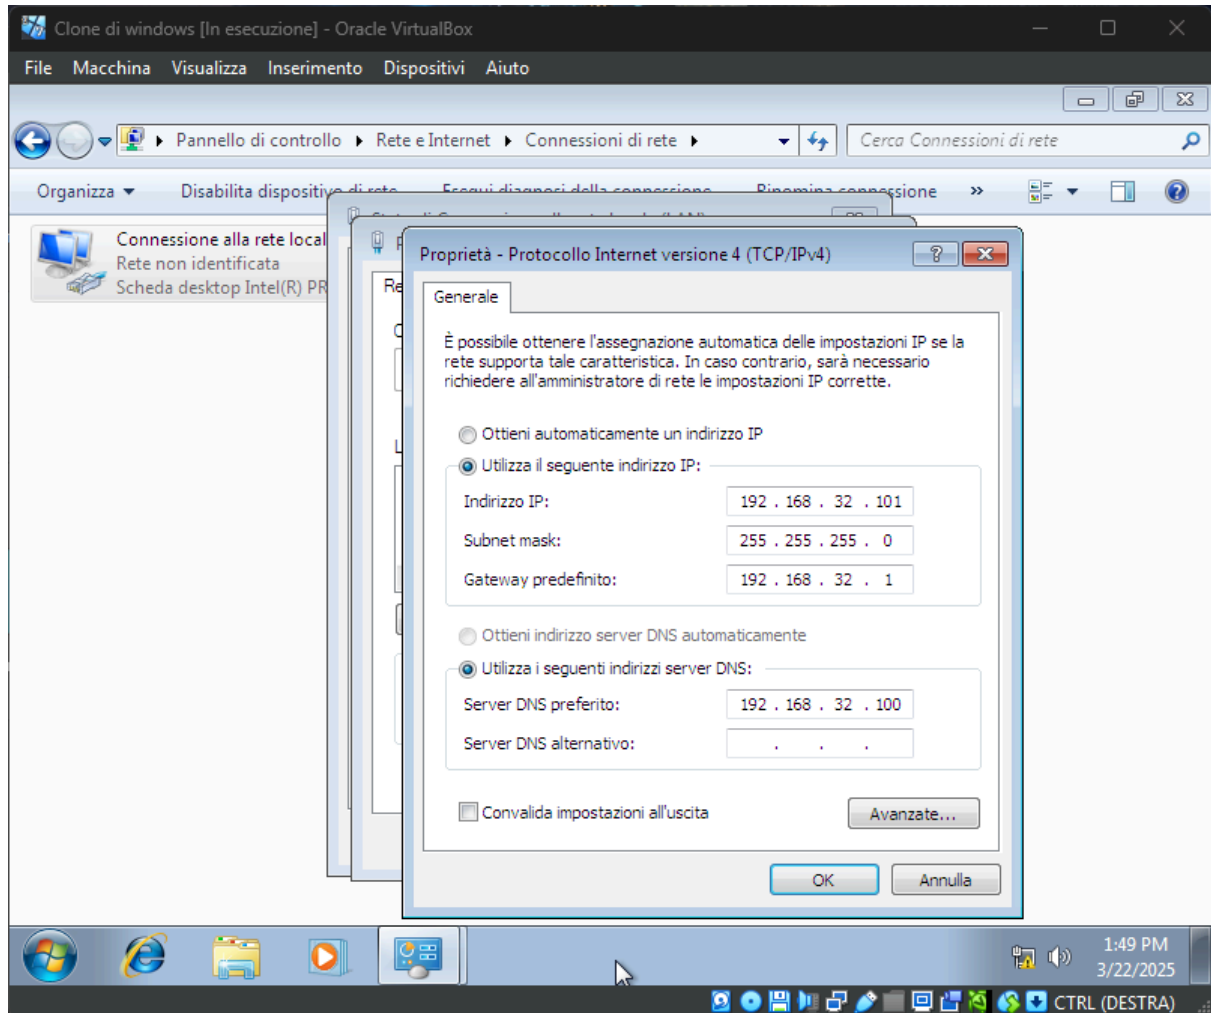 Clone di windows [In esecuzione] - Oracle VirtualBox
File Macchina Visualizza Inserimento Dispositivi Aiuto
Pannello di controllo Rete e Internet Connessioni di rete
Cerca Connessioni di rete
Organizza Disabilita dispositivo di rete Esegui diagnosi della connessione Rinomina connessione »
Connessione alla rete local
Rete non identificata
Scheda desktop Intel(R) PR
Proprietà - Protocollo Internet versione 4 (TCP/IPv4)
Re
Generale
È possibile ottenere l'assegnazione automatica delle impostazioni IP se la
rete supporta tale caratteristica. In caso contrario, sarà necessario
richiedere all'amministratore di rete le impostazioni IP corrette.
Ottieni automaticamente un indirizzo IP
Utilizza il seguente indirizzo IP:
Indirizzo IP: 192 . 168 . 32 . 101
Subnet mask: 255 . 255 . 255 . 0
Gateway predefinito: 192 . 168 . 32 . 1
Ottieni indirizzo server DNS automaticamente
Utilizza i seguenti indirizzi server DNS:
Server DNS preferito: 192 . 168 . 32 . 100
Server DNS alternativo: . . .
Convalida impostazioni all'uscita
Avanzate...
OK Annulla
1:49 PM
3/22/2025
CTRL (DESTRA)